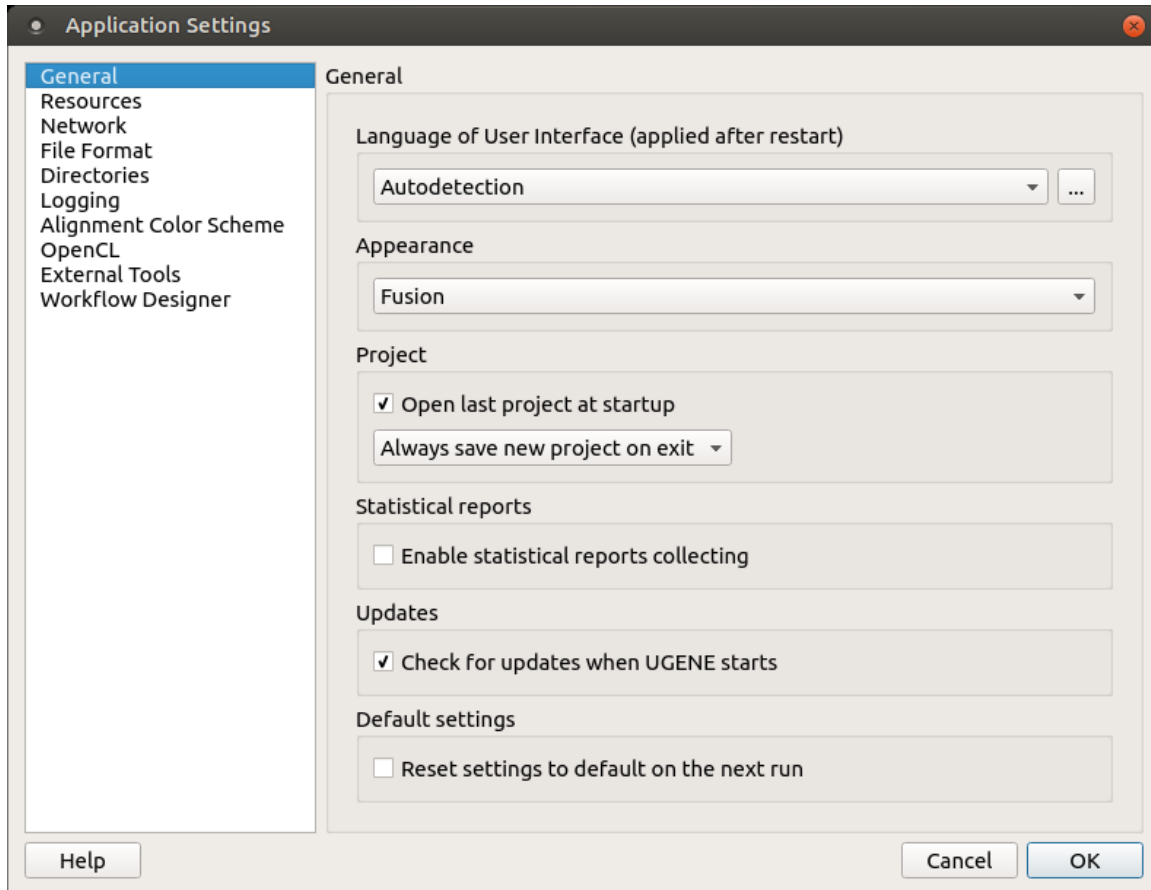 Application Settings
General
Resources
Network
File Format
Directories
Logging
Alignment Color Scheme
OpenCL
External Tools
Workflow Designer
General
Language of User Interface (applied after restart)
Autodetection
...
Appearance
Fusion
Project
Open last project at startup
Always save new project on exit
Statistical reports
Enable statistical reports collecting
Updates
Check for updates when UGENE starts
Default settings
Reset settings to default on the next run
Help
Cancel
OK